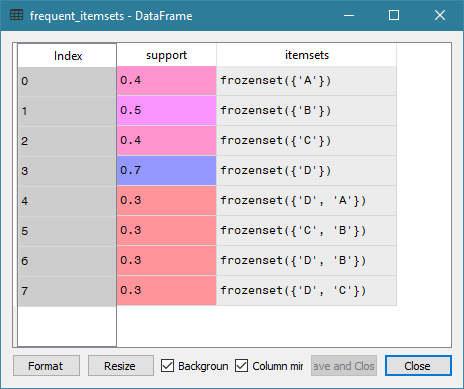 frequent_itemsets - DataFrame
Index support itemsets
0 0.4 frozenset({'A'})
1 0.5 frozenset({'B'})
2 0.4 frozenset({'C'})
3 0.7 frozenset({'D'})
4 0.3 frozenset({'D', 'A'})
5 0.3 frozenset({'C', 'B'})
6 0.3 frozenset({'D', 'B'})
7 0.3 frozenset({'D', 'C'})
Format Resize Backgroun Column mir ave and Clos Close